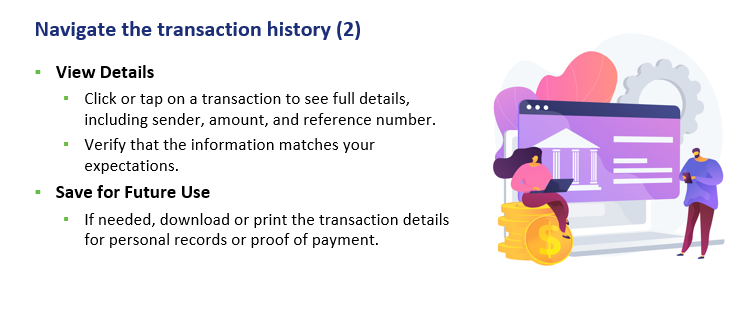 Navigate the transaction history (2)
View Details
Click or tap on a transaction to see full details,
including sender, amount, and reference number.
Verify that the information matches your
expectations.
Save for Future Use
If needed, download or print the transaction details
for personal records or proof of payment.
$